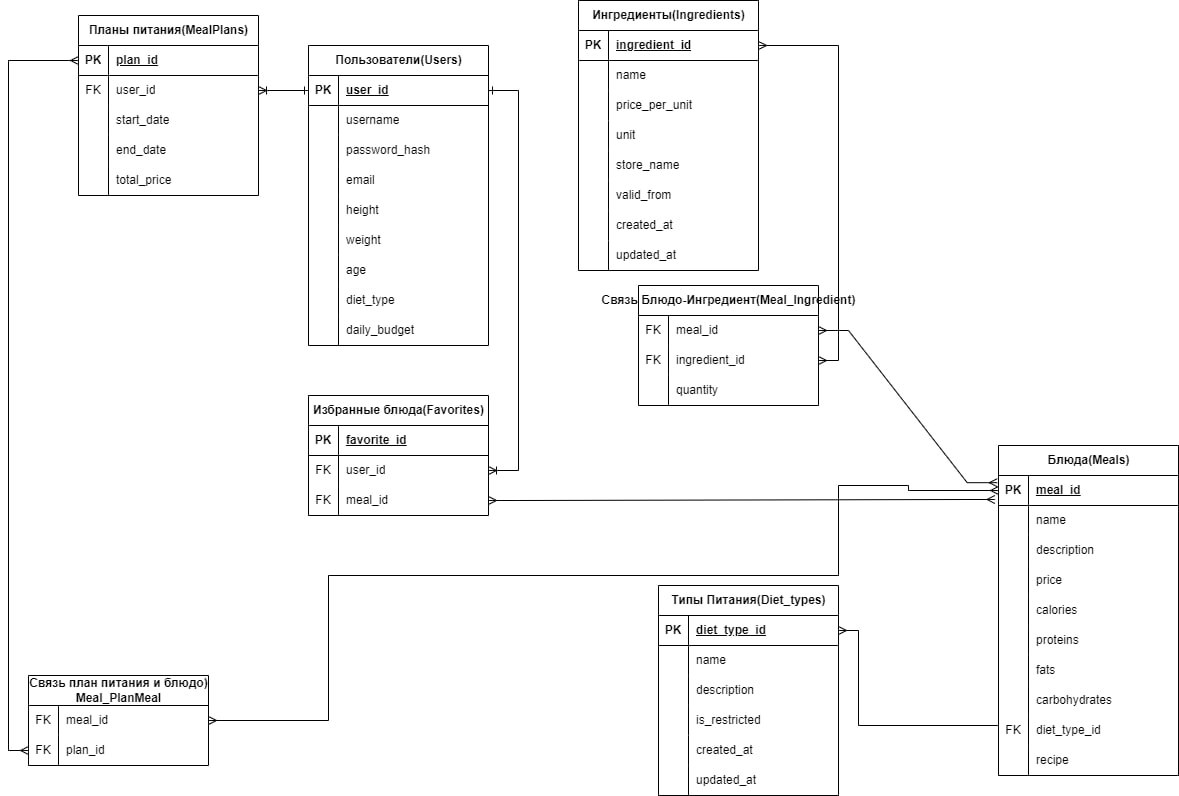 Планы питания(MealPlans)
PK plan_id
FK user_id
start_date
end_date
total_price
Пользователи(Users)
PK user_id
username
password_hash
email
height
weight
age
diet_type
daily_budget
Ингредиенты(Ingredients)
PK ingredient_id
name
price_per_unit
unit
store_name
valid_from
created_at
updated_at
Связь Блюдо-Ингредиент(Meal_Ingredient)
FK meal_id
FK ingredient_id
quantity
Избранные блюда(Favorites)
PK favorite_id
FK user_id
FK meal_id
Блюда(Meals)
PK meal_id
name
description
price
calories
proteins
fats
carbohydrates
FK diet_type_id
recipe
Типы Питания(Diet_types)
PK diet_type_id
name
description
is_restricted
created_at
updated_at
Связь план питания и блюдо)
Meal_PlanMeal
FK meal_id
FK plan_id